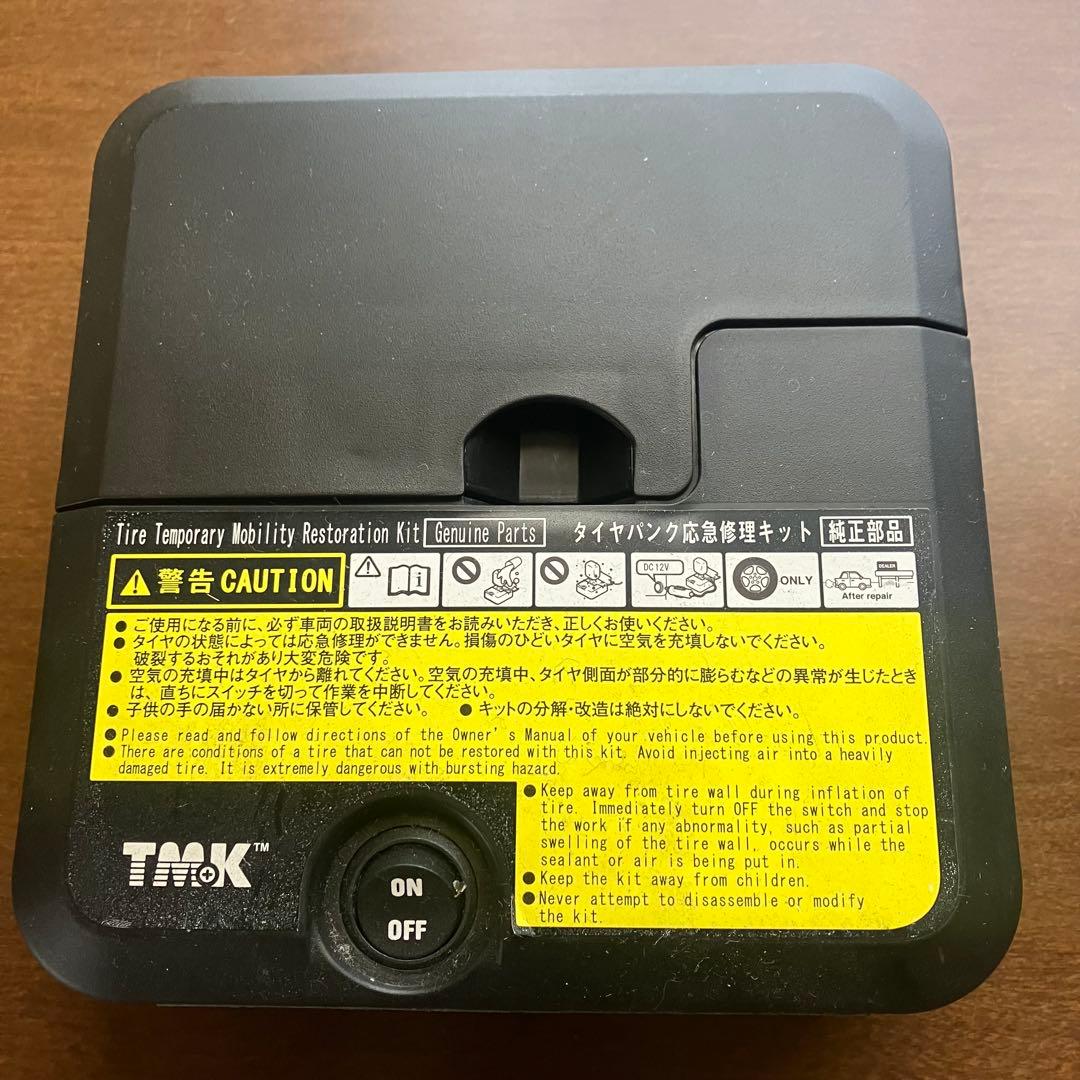 Tire Temporary Mobility Restoration Kit Genuine Parts タイヤパンク応急修理キット 純正部品
警告 CAUTION DC12V ONLY DEALER After repair
● ご使用になる前に、必ず車両の取扱説明書をお読みいただき、正しくお使いください。
● タイヤの状態によっては応急修理ができません。損傷のひどいタイヤに空気を充填しないでください。
破裂するおそれがあり大変危険です。
● 空気の充填中はタイヤから離れてください。空気の充填中、タイヤ側面が部分的に膨らむなどの異常が生じたとき
は、直ちにスイッチを切って作業を中断してください。
● 子供の手の届かない所に保管してください。 ● キットの分解・改造は絶対にしないでください。
● Please read and follow directions of the Owner's Manual of your vehicle before using this product.
● There are conditions of a tire that can not be restored with this kit. Avoid injecting air into a heavily
damaged tire. It is extremely dangerous with bursting hazard.
● Keep away from tire wall during inflation of
tire. Immediately turn OFF the switch and stop
the work if any abnormality, such as partial
swelling of the tire wall, occurs while the
sealant or air is being put in.
● Keep the kit away from children.
● Never attempt to disassemble or modify
the kit.
TMK™
ON
OFF